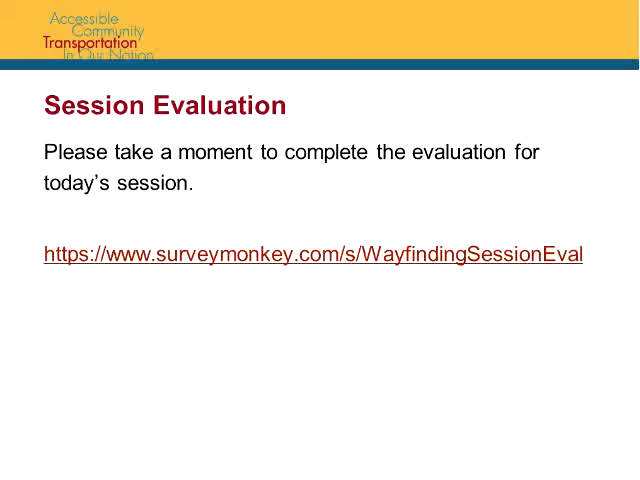 Accessible
Community
Transportation
In Our Nation
Session Evaluation
Please take a moment to complete the evaluation for
today’s session.
https://www.surveymonkey.com/s/WayfindingSessionEval